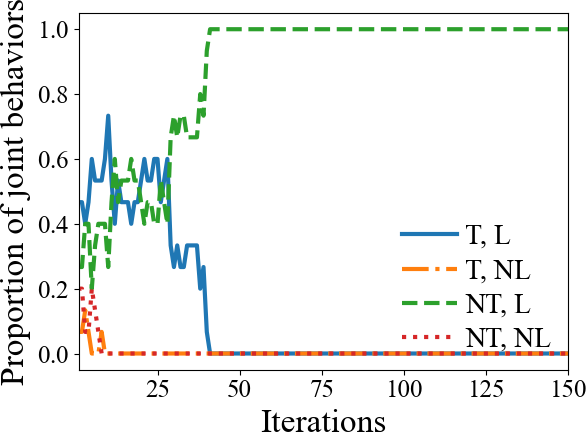 Proportion of joint behaviors
1.0
0.8
0.6
0.4
0.2
0.0
T, L
T, NL
NT, L
NT, NL
25 50 75 100 125 150
Iterations